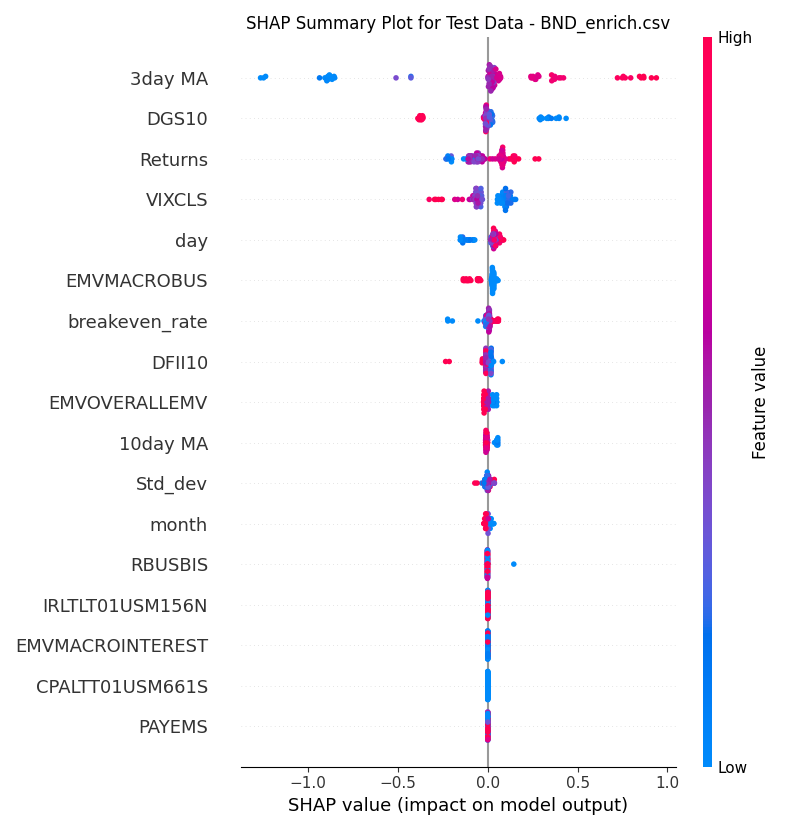 SHAP Summary Plot for Test Data - BND_enrich.csv
High
3day MA
DGS10
Returns
VIXCLS
day
EMVMACROBUS
breakeven_rate
DFII10
EMVOVERALLEMV
10day MA
Std_dev
month
RBUSBIS
IRLTLT01USM156N
EMVMACROINTEREST
CPALTT01USM661S
PAYEMS
Feature value
Low
−1.0 −0.5 0.0 0.5 1.0
SHAP value (impact on model output)